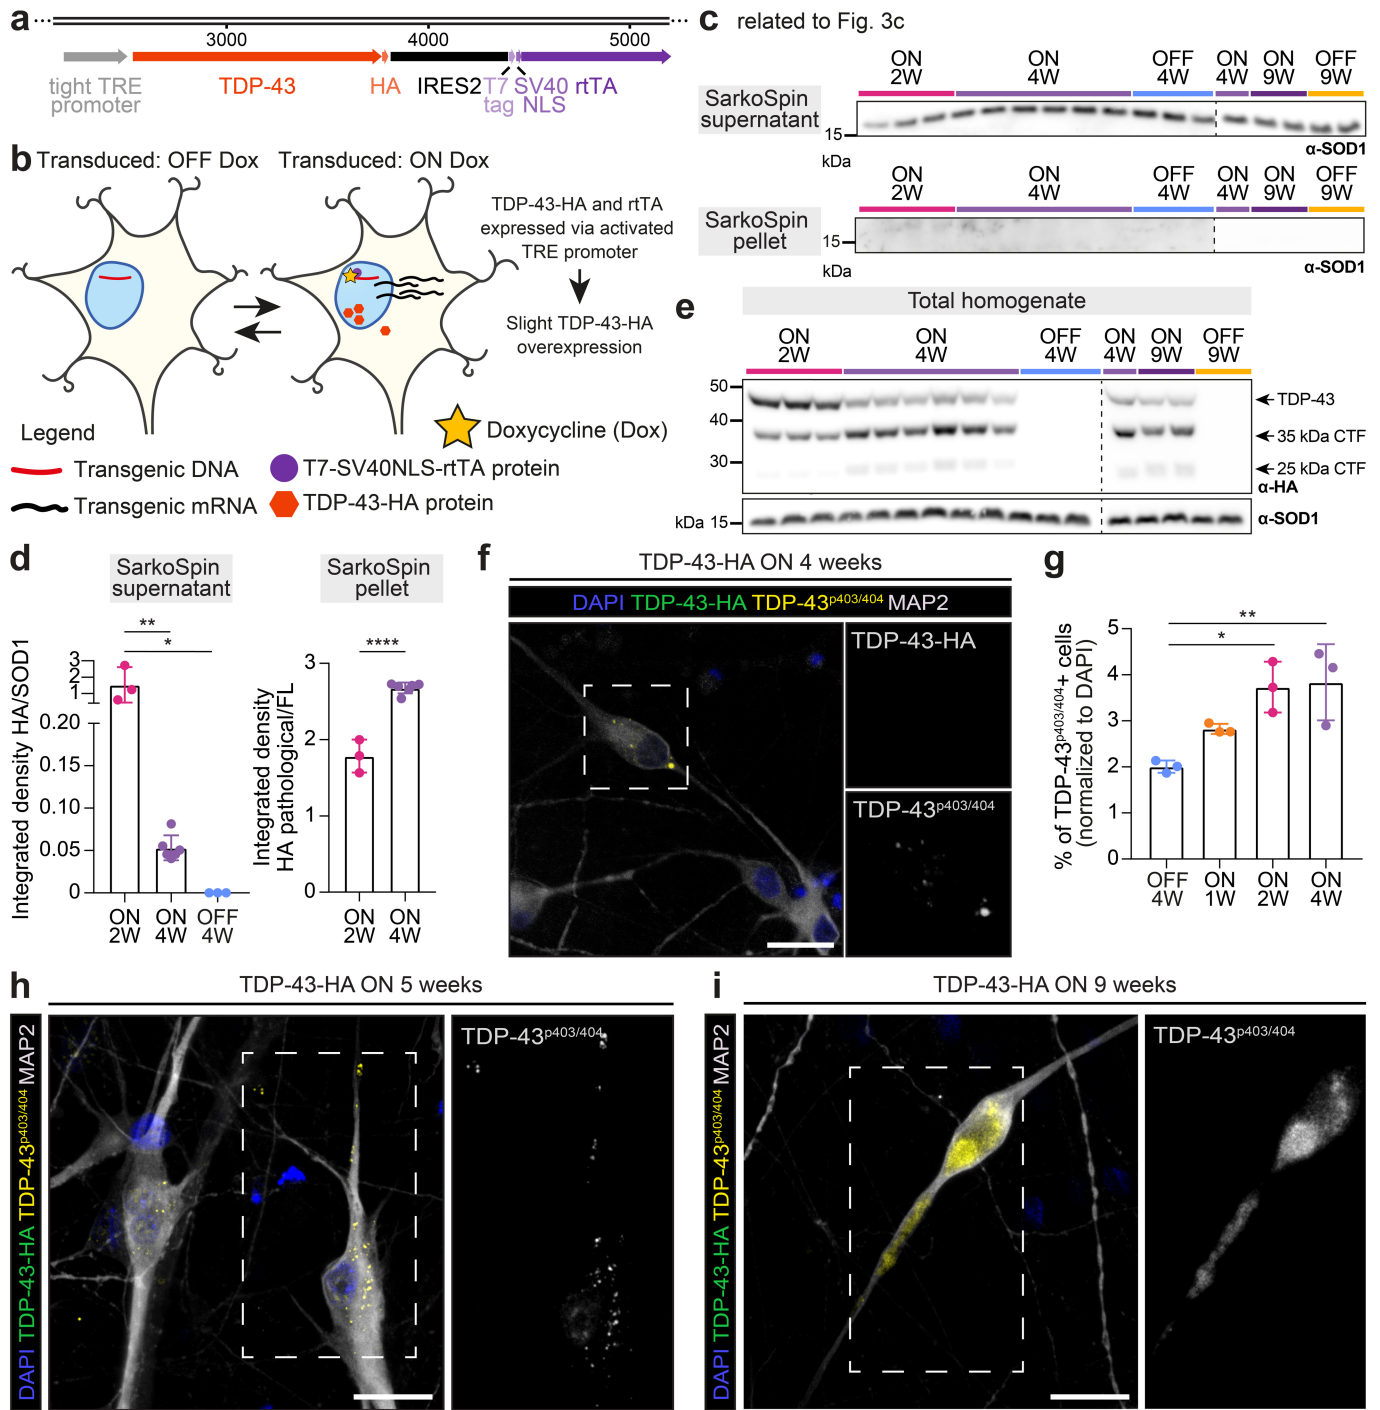 a
3000 4000 5000
tight TRE promoter
TDP-43
HA
IRES2
T7 tag
SV40 NLS
rtTA
b
Transduced: OFF Dox
Transduced: ON Dox
TDP-43-HA and rtTA
expressed via activated
TRE promoter
Slight TDP-43-HA
overexpression
Legend
Doxycycline (Dox)
Transgenic DNA
T7-SV40NLS-rtTA protein
Transgenic mRNA
TDP-43-HA protein
c
related to Fig. 3c
ON 2W
ON 4W
OFF 4W
ON 4W
ON 9W
OFF 9W
SarkoSpin
supernatant
15
kDa
α-SOD1
ON 2W
ON 4W
OFF 4W
ON 4W
ON 9W
OFF 9W
SarkoSpin
pellet
15
kDa
α-SOD1
e
Total homogenate
ON 2W
ON 4W
OFF 4W
ON 4W
ON 9W
OFF 9W
50
40
30
TDP-43
35 kDa CTF
25 kDa CTF
α-HA
kDa 15
α-SOD1
d
SarkoSpin
supernatant
Integrated density HA/SOD1
3
2
1
0.20
0.15
0.10
0.05
0
**
*
ON 2W
ON 4W
OFF 4W
SarkoSpin
pellet
Integrated density
HA pathological/FL
3
2
1
0
****
ON 2W
ON 4W
f
TDP-43-HA ON 4 weeks
DAPI TDP-43-HA TDP-43p403/404 MAP2
TDP-43-HA
TDP-43p403/404
g
% of TDP-43p403/404+ cells
(normalized to DAPI)
5
4
3
2
1
0
**
*
OFF 4W
ON 1W
ON 2W
ON 4W
h
TDP-43-HA ON 5 weeks
DAPI TDP-43-HA TDP-43p403/404 MAP2
TDP-43p403/404
i
TDP-43-HA ON 9 weeks
DAPI TDP-43-HA TDP-43p403/404 MAP2
TDP-43p403/404